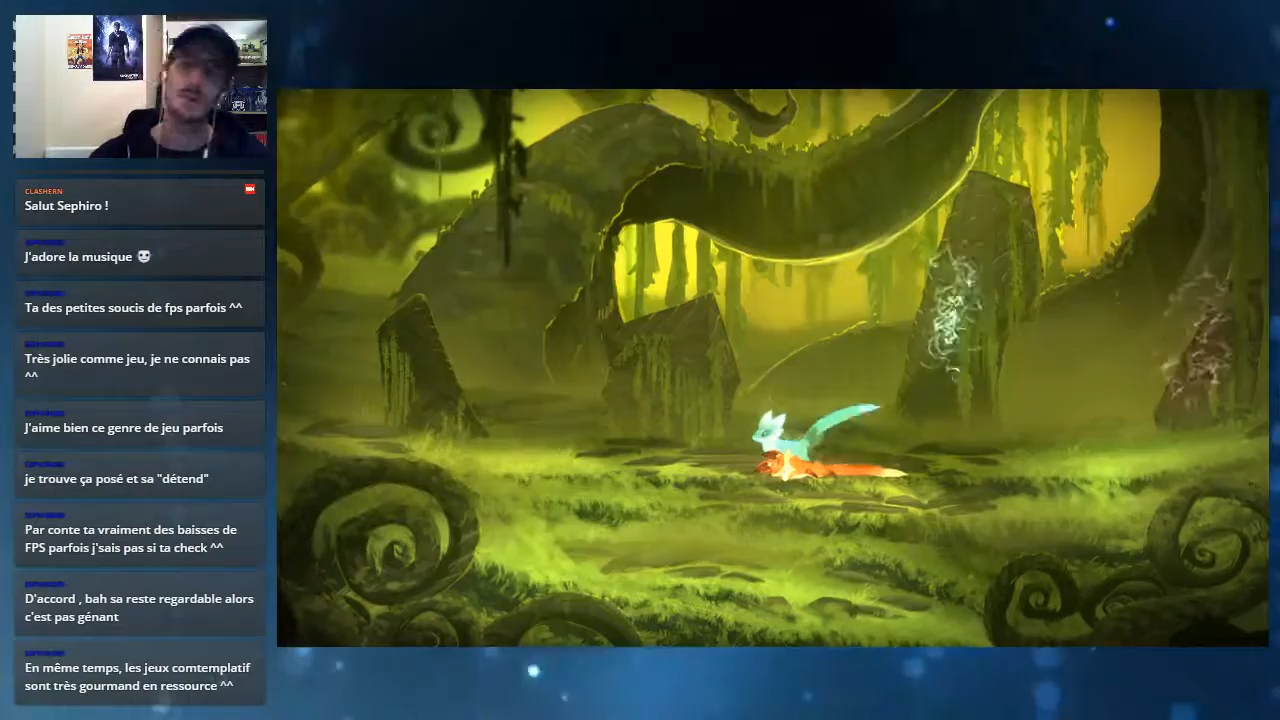 CLASHERN
Salut Sephiro !
J'adore la musique
Ta des petites soucis de fps parfois ^^
Très jolie comme jeu, je ne connais pas
^^
J'aime bien ce genre de jeu parfois
je trouve ça posé et sa "détend"
Par conte ta vraiment des baisses de
FPS parfois j'sais pas si ta check ^^
D'accord , bah sa reste regardable alors
c'est pas génant
En même temps, les jeux comtemplatif
sont très gourmand en ressource ^^